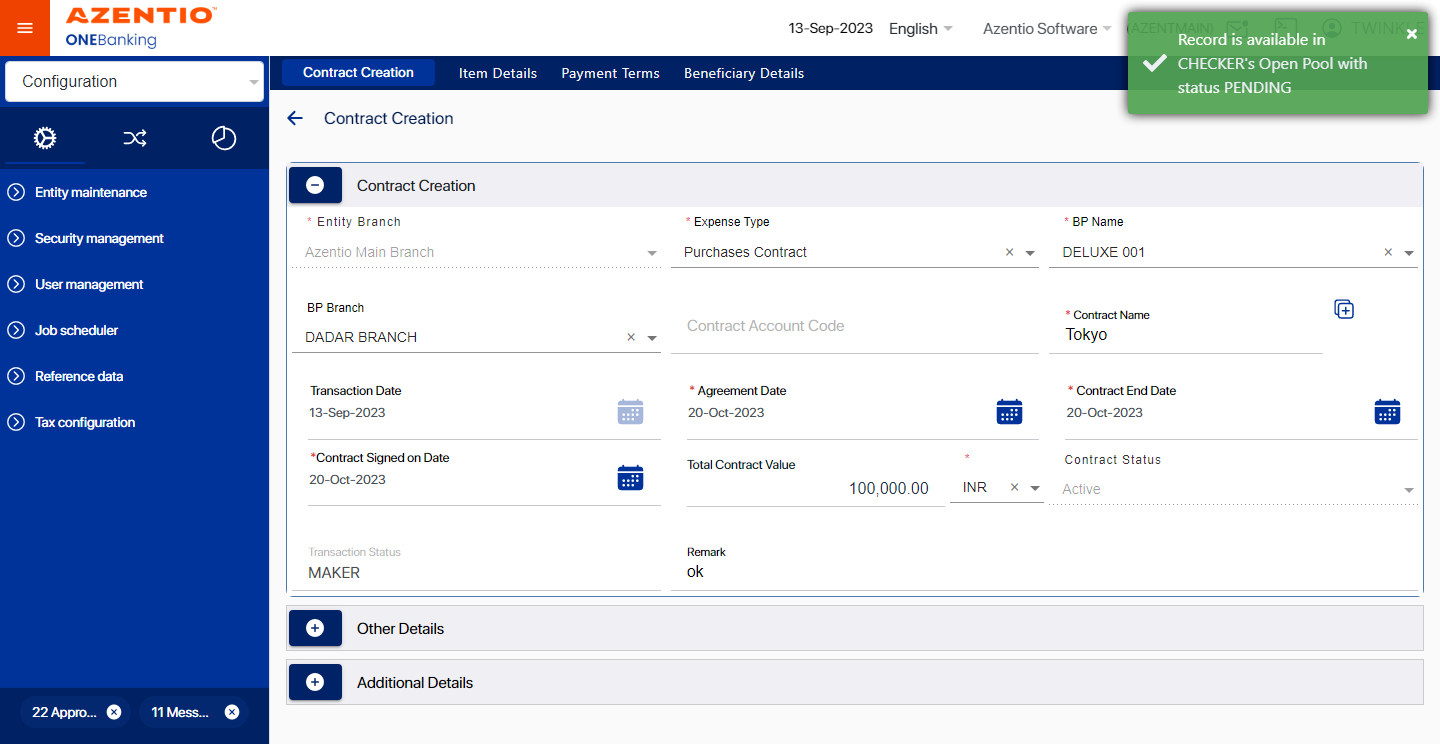 AZENTIO™
ONEBanking
13-Sep-2023
English
Azentio Software
(AZENTMAIN)
TWINKLE
Record is available in
CHECKER's Open Pool with
status PENDING
Configuration
Contract Creation
Item Details
Payment Terms
Beneficiary Details
Contract Creation
Entity maintenance
Security management
User management
Job scheduler
Reference data
Tax configuration
22 Appro...
11 Mess...
Contract Creation
* Entity Branch
Azentio Main Branch
* Expense Type
Purchases Contract
* BP Name
DELUXE 001
BP Branch
DADAR BRANCH
Contract Account Code
* Contract Name
Tokyo
Transaction Date
13-Sep-2023
* Agreement Date
20-Oct-2023
* Contract End Date
20-Oct-2023
*Contract Signed on Date
20-Oct-2023
Total Contract Value
100,000.00
*
INR
Contract Status
Active
Transaction Status
MAKER
Remark
ok
Other Details
Additional Details